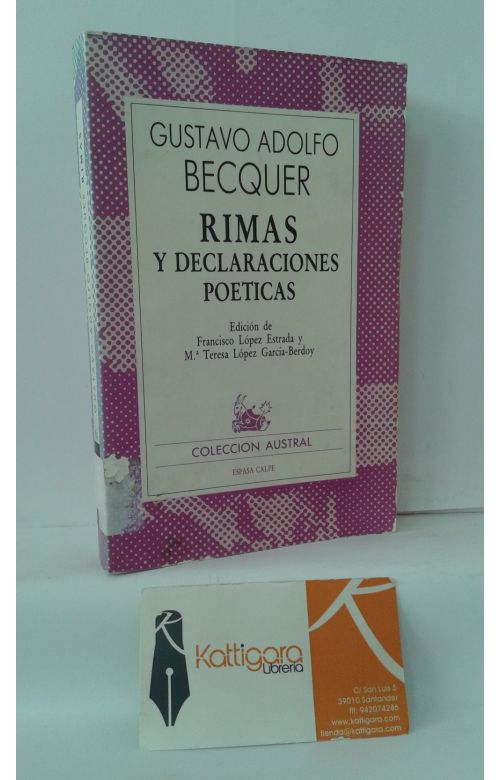 GUSTAVO ADOLFO
BECQUER
RIMAS
Y DECLARACIONES
POETICAS
Edición de
Francisco López Estrada y
M.ª Teresa López García-Berdoy
COLECCION AUSTRAL
ESPASA CALPE
Kattigara
Librería
C/ San Luis 5
39010 Santander
tlf: 942074286
www.kattigara.com
tienda@kattigara.com